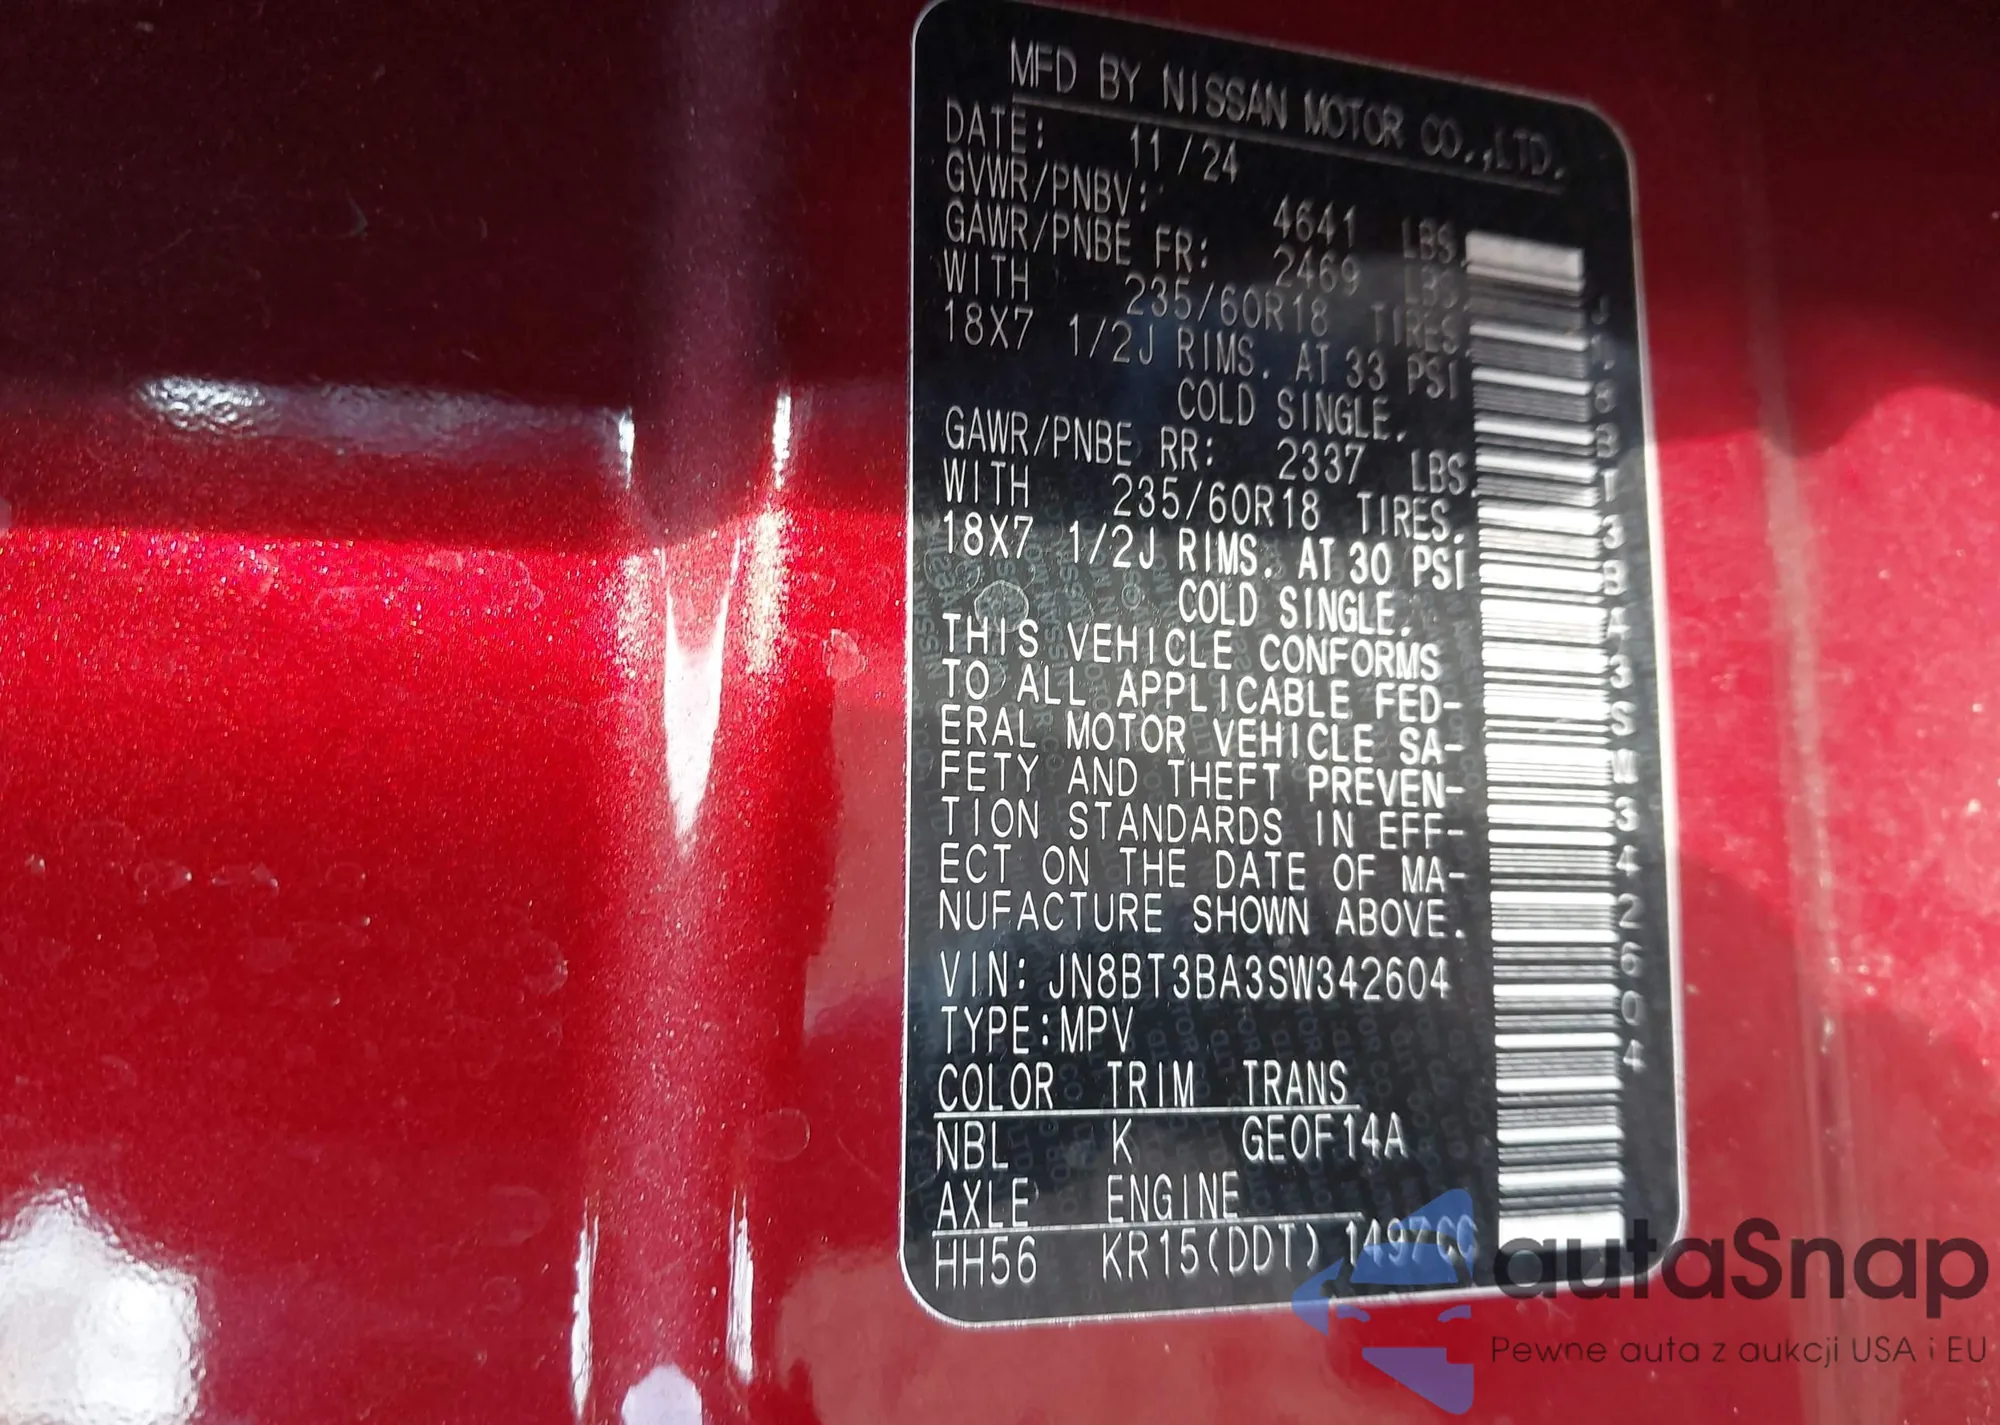 MFD BY NISSAN MOTOR CO.,LTD.
DATE: 11/24
GVWR/PNBV: 4641 LBS.
GAWR/PNBE FR: 2469 LBS.
WITH 235/60R18 TIRES.
18X7 1/2J RIMS. AT 33 PSI
COLD SINGLE.
GAWR/PNBE RR: 2337 LBS.
WITH 235/60R18 TIRES.
18X7 1/2J RIMS. AT 30 PSI
COLD SINGLE.
THIS VEHICLE CONFORMS
TO ALL APPLICABLE FED-
ERAL MOTOR VEHICLE SA-
FETY AND THEFT PREVEN-
TION STANDARDS IN EFF-
ECT ON THE DATE OF MA-
NUFACTURE SHOWN ABOVE.
VIN: JN8BT3BA3SW342604
TYPE:MPV
COLOR TRIM TRANS
NBL K GEOF14A
AXLE ENGINE
HH56 KR15(DDT) 1497CC
JN8BT3BA3SW342604
autaSnap
Pewne auta z aukcji USA i EU